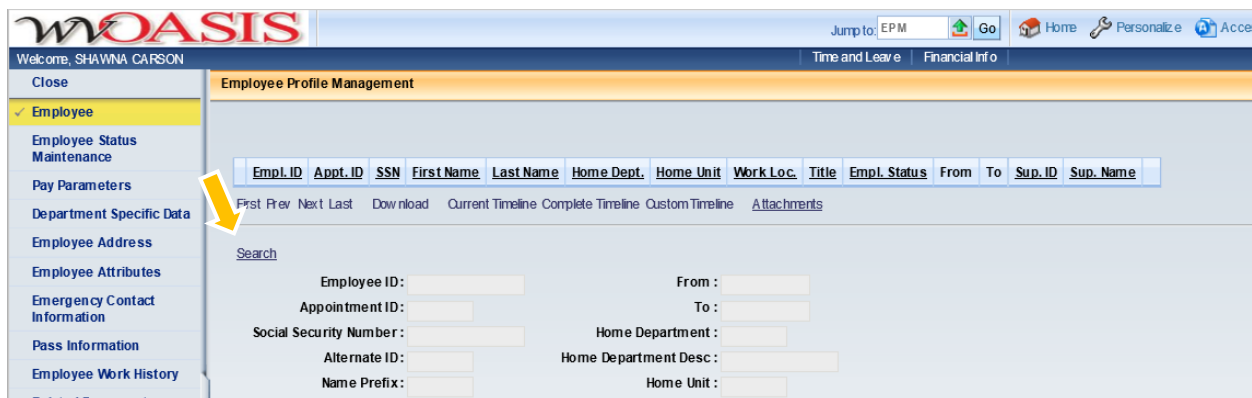 wvOASIS
Jump to: EPM Go Home Personalize Acce
Welcome, SHAWNA CARSON Time and Leave Financial Info
Close
Employee Profile Management
Employee
Employee Status
Maintenance
Pay Parameters
Department Specific Data
Employee Address
Employee Attributes
Emergency Contact
Information
Pass Information
Employee Work History
Empl. ID Appt. ID SSN First Name Last Name Home Dept. Home Unit Work Loc. Title Empl. Status From To Sup. ID Sup. Name
First Prev Next Last Download Current Timeline Complete Timeline Custom Timeline Attachments
Search
Employee ID: From :
Appointment ID: To :
Social Security Number : Home Department :
Alternate ID: Home Department Desc :
Name Prefix : Home Unit :